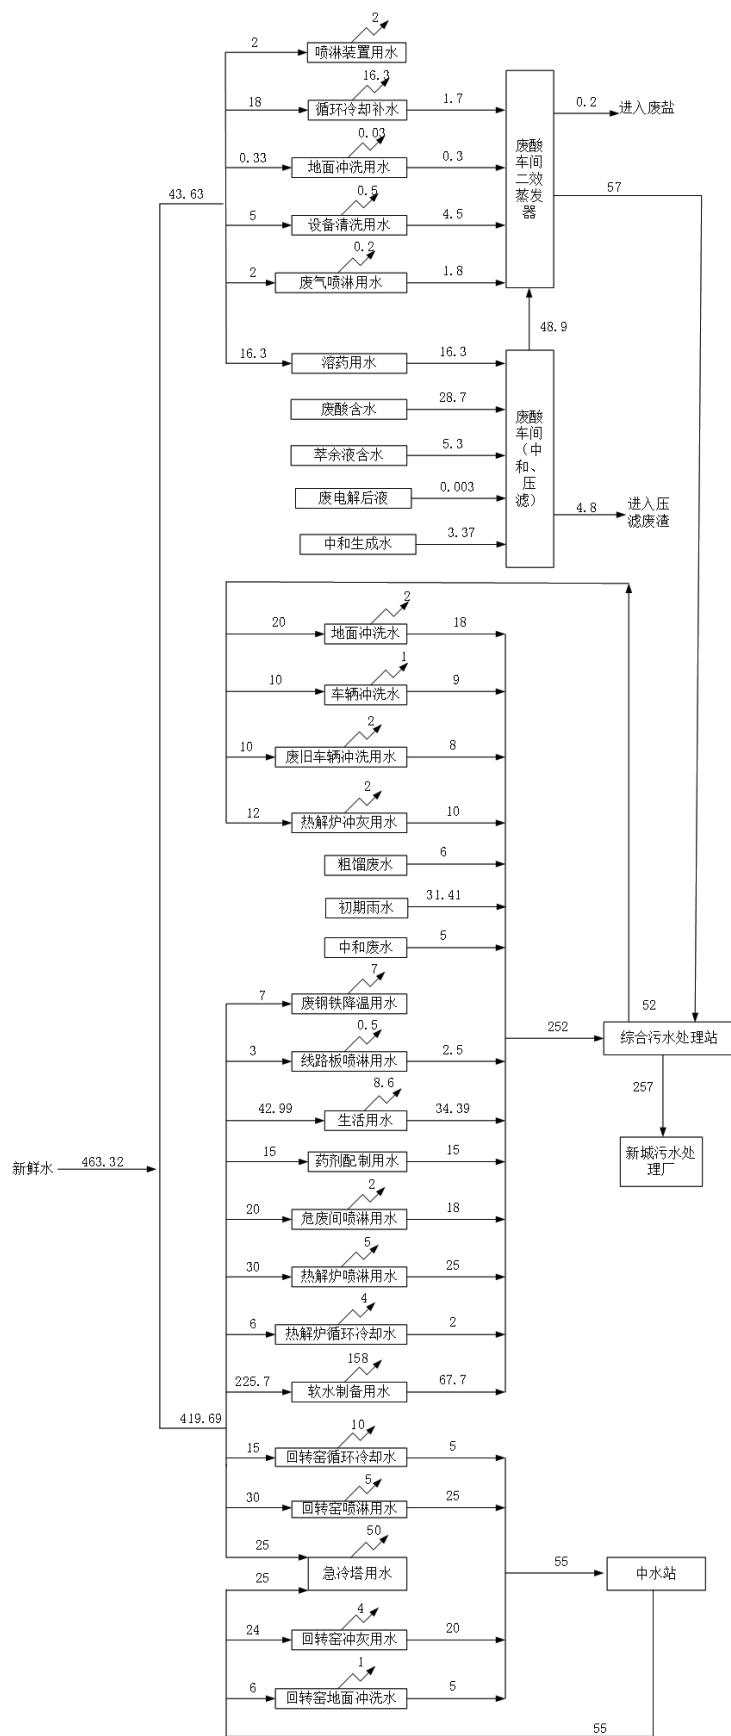 2
2
喷淋装置用水
16.3
18
循环冷却补水
1.7
0.2
进入废盐
0.03
0.33
地面冲洗用水
0.3
废酸
车间
二效
蒸发
器
57
43.63
0.5
5
设备清洗用水
4.5
0.2
2
废气喷淋用水
1.8
48.9
16.3
溶药用水
16.3
废酸含水
28.7
废酸
车间
（中
和、
压
滤）
萃余液含水
5.3
废电解后液
0.003
4.8
进入压
滤废渣
中和生成水
3.37
2
20
地面冲洗水
18
1
10
车辆冲洗水
9
2
10
废旧车辆冲洗用水
8
2
12
热解炉冲灰用水
10
粗馏废水
6
初期雨水
31.41
中和废水
5
7
7
废钢铁降温用水
52
0.5
3
线路板喷淋用水
2.5
252
综合污水处理站
8.6
42.99
生活用水
34.39
257
新鲜水
463.32
15
药剂配制用水
15
新城污水处
理厂
2
20
危废间喷淋用水
18
5
30
热解炉喷淋用水
25
4
6
热解炉循环冷却水
2
158
225.7
软水制备用水
67.7
419.69
10
15
回转窑循环冷却水
5
5
30
回转窑喷淋用水
25
50
25
急冷塔用水
25
55
中水站
4
24
回转窑冲灰用水
20
1
6
回转窑地面冲洗水
5
55